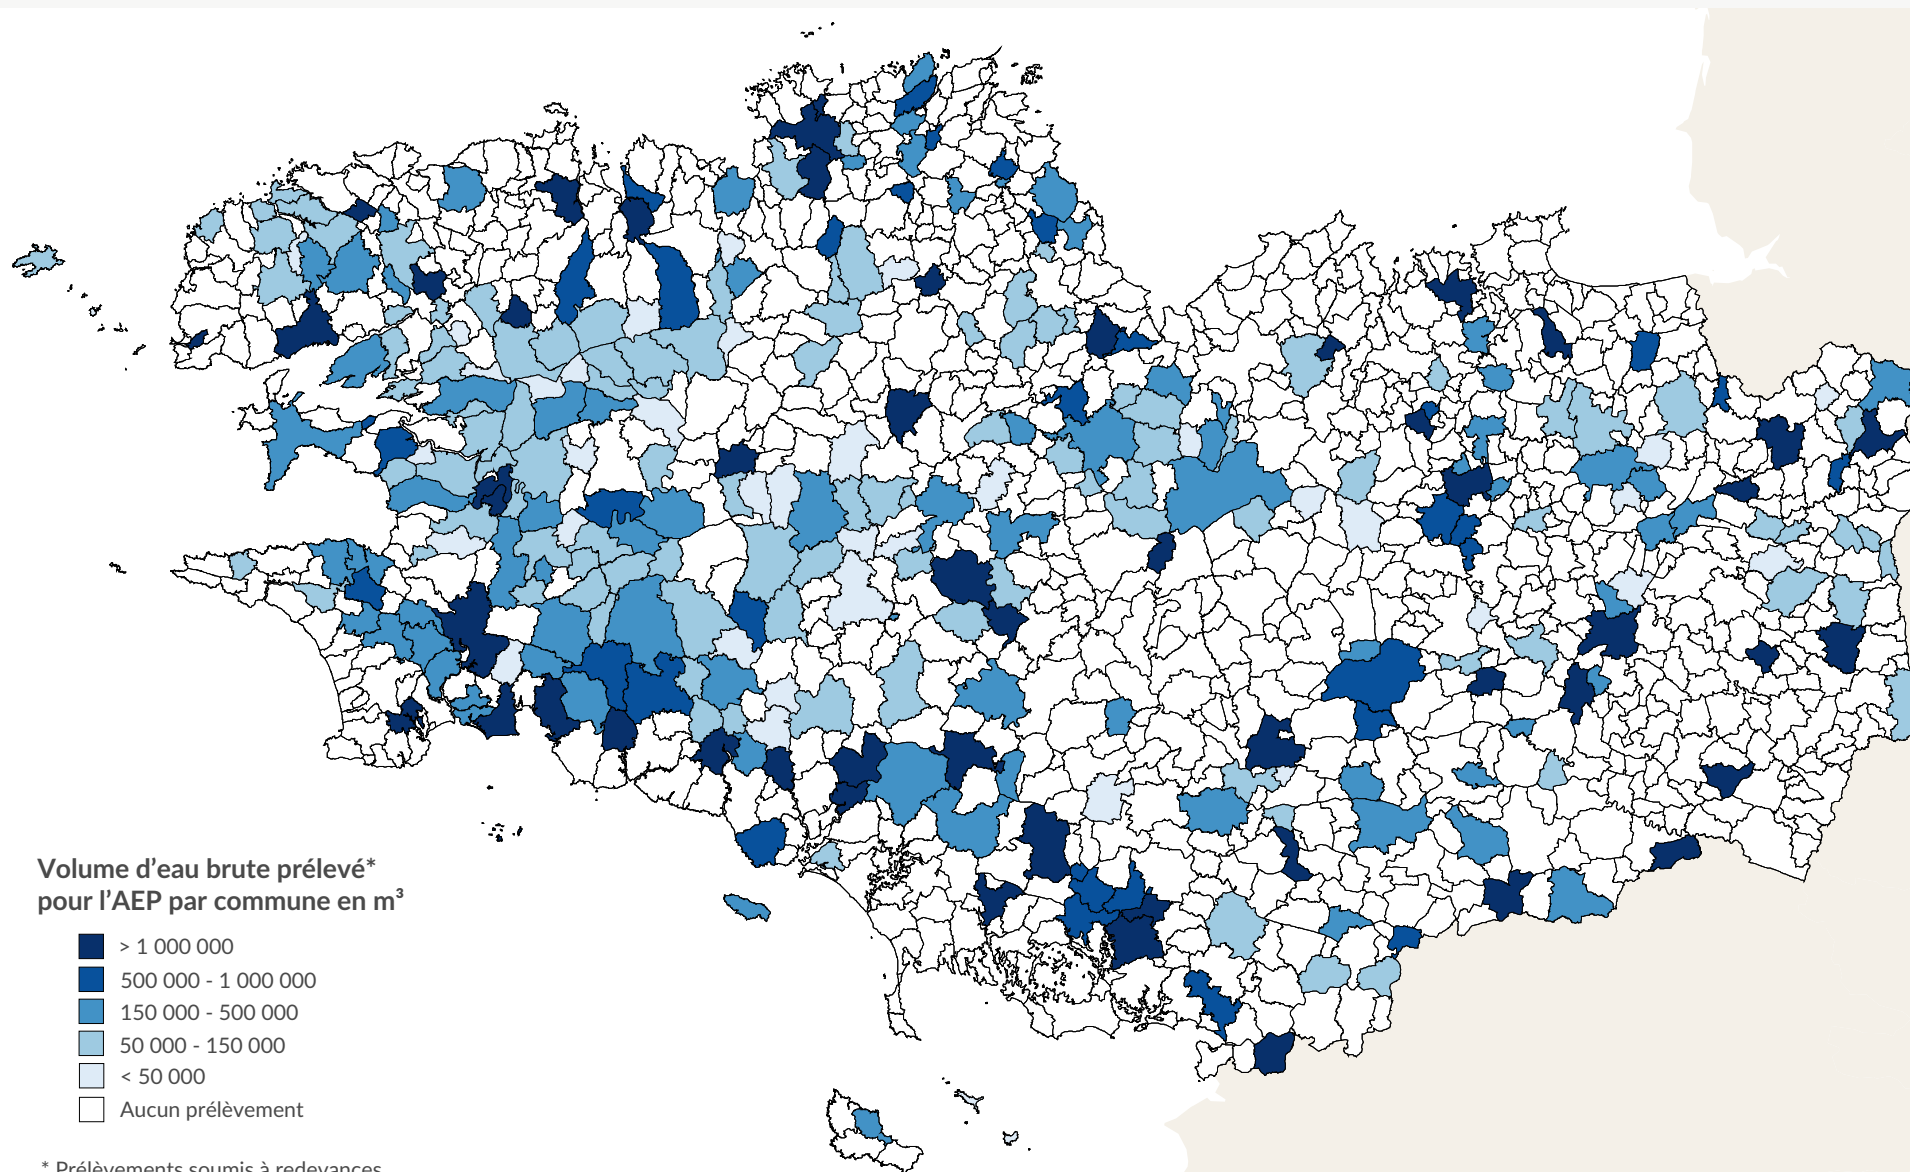 Volume d’eau brute prélevé*
pour l’AEP par commune en m³
> 1 000 000
500 000 - 1 000 000
150 000 - 500 000
50 000 - 150 000
< 50 000
Aucun prélèvement
* Prélèvements soumis à redevances